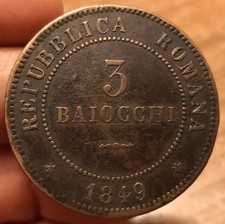 REPUBBLICA ROMANA
3
BAIOCCHI
1849